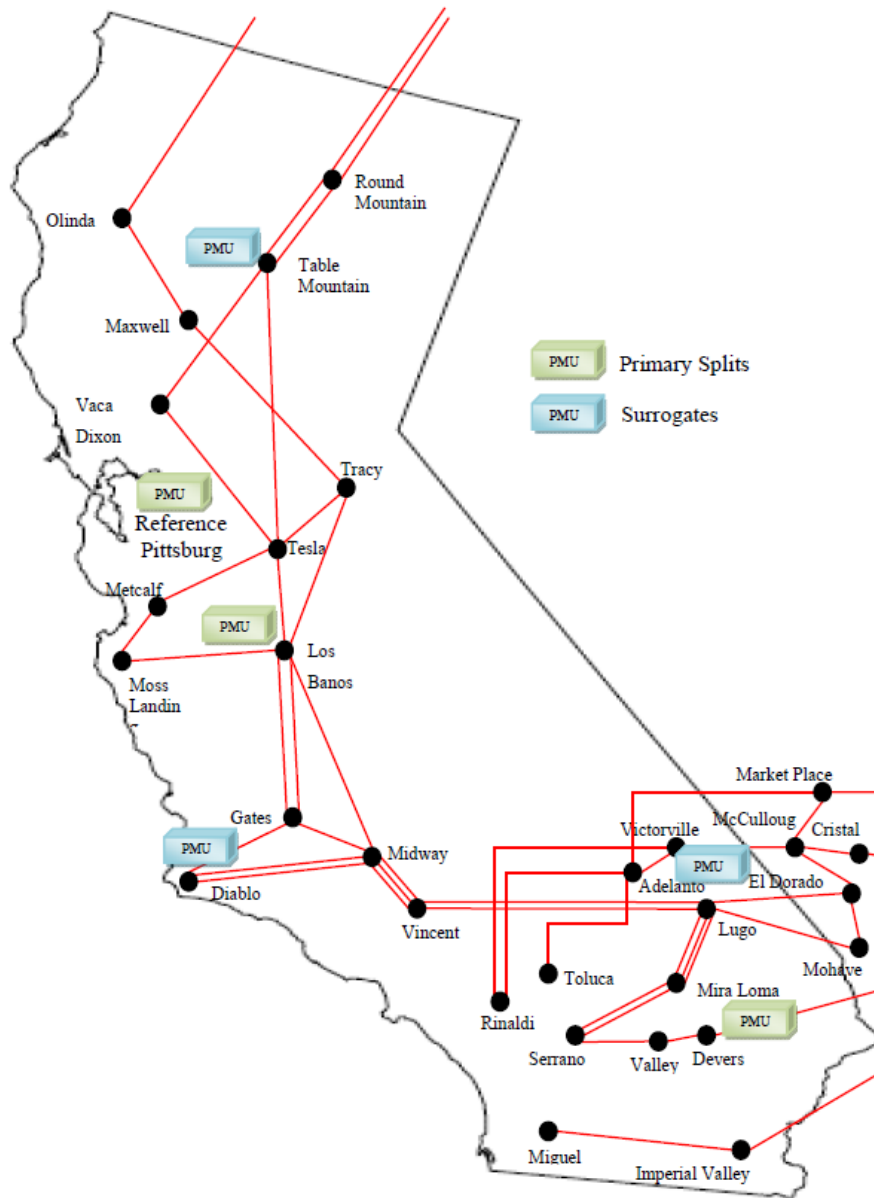 Round
Mountain
Olinda
PMU
Table
Mountain
Maxwell
PMU
Primary Splits
PMU
Surrogates
Vaca
Dixon
Tracy
PMU
Reference
Pittsburg
Tesla
Metcalf
PMU
Los
Banos
Moss
Landin
Market Place
Gates
McCulloug
Victorville
Cristal
PMU
Midway
PMU
Adelanto
El Dorado
Diablo
Vincent
Lugo
Mohave
Toluca
Mira Loma
Rinaldi
PMU
Serrano
Valley
Devers
Miguel
Imperial Valley